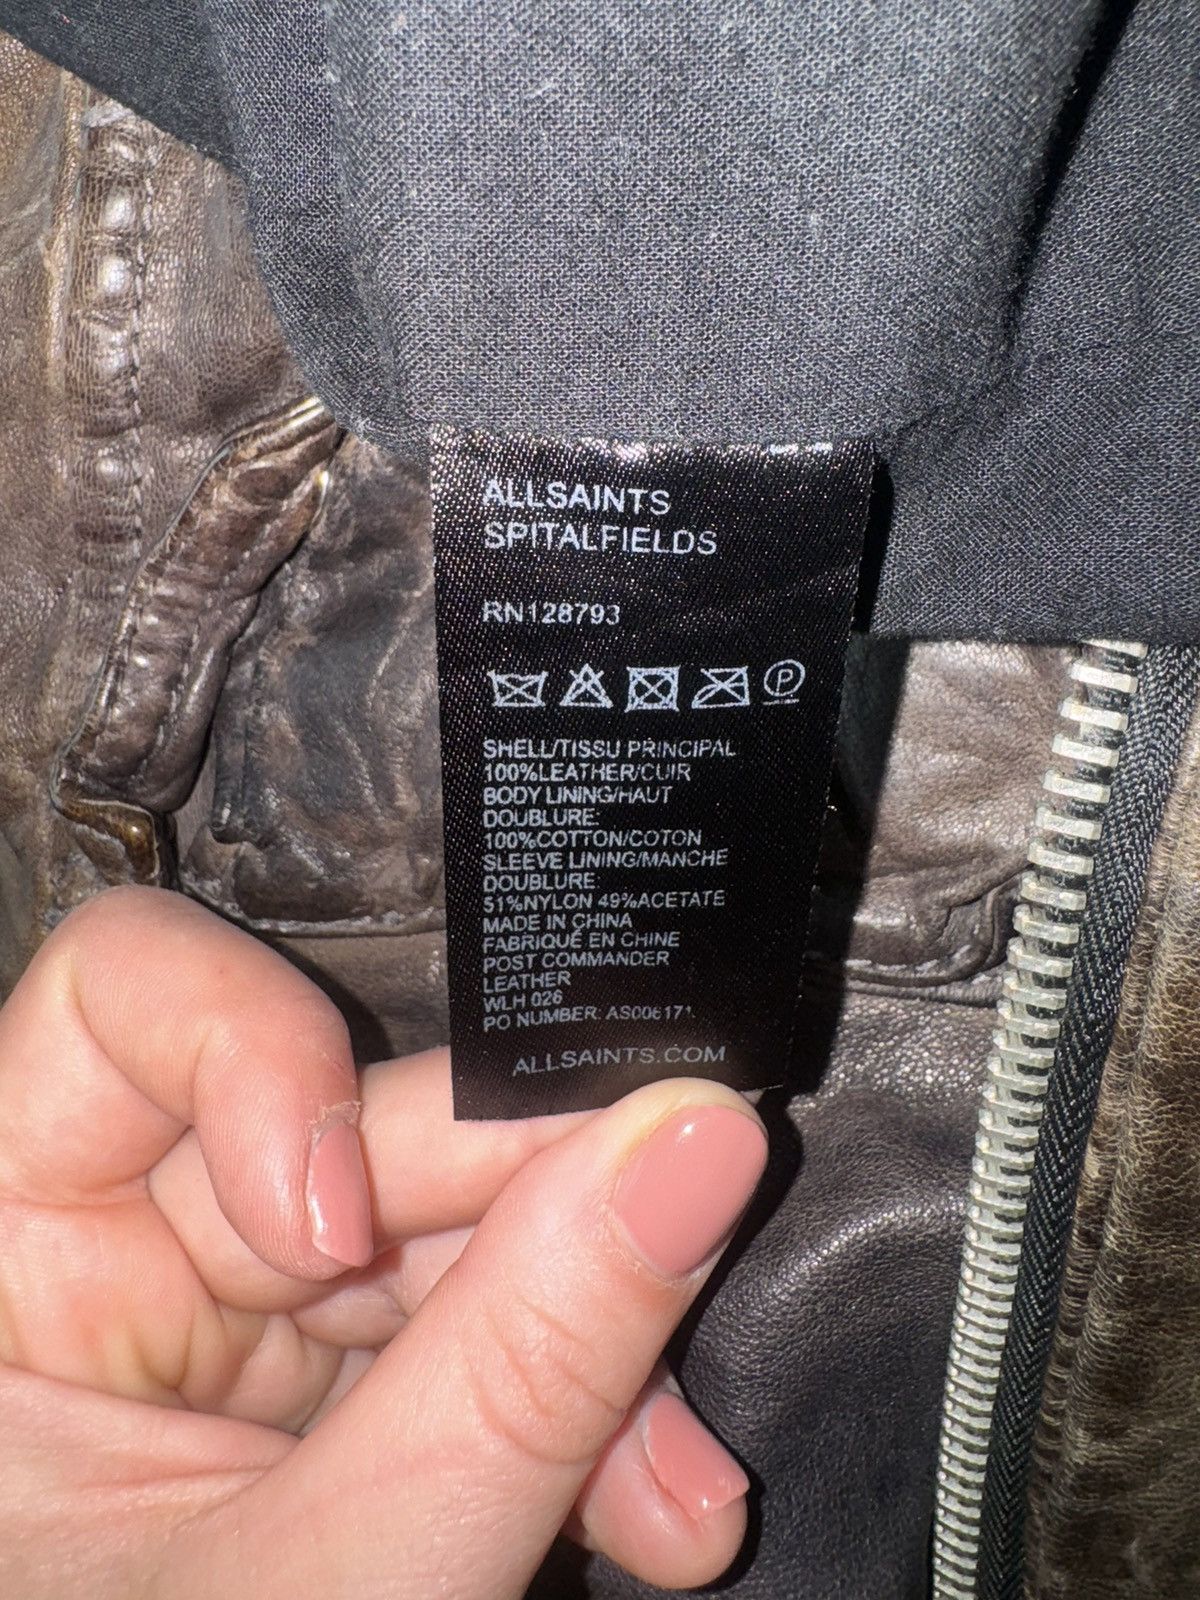 ALLSAINTS
SPITALFIELDS
RN128793
P
SHELL/TISSU PRINCIPAL
100%LEATHER/CUIR
BODY LINING/HAUT
DOUBLURE:
100%COTTON/COTON
SLEEVE LINING/MANCHE
DOUBLURE:
51%NYLON 49%ACETATE
MADE IN CHINA
FABRIQUÉ EN CHINE
POST COMMANDER
LEATHER
WLH 026
PO NUMBER: AS006171
ALLSAINTS.COM